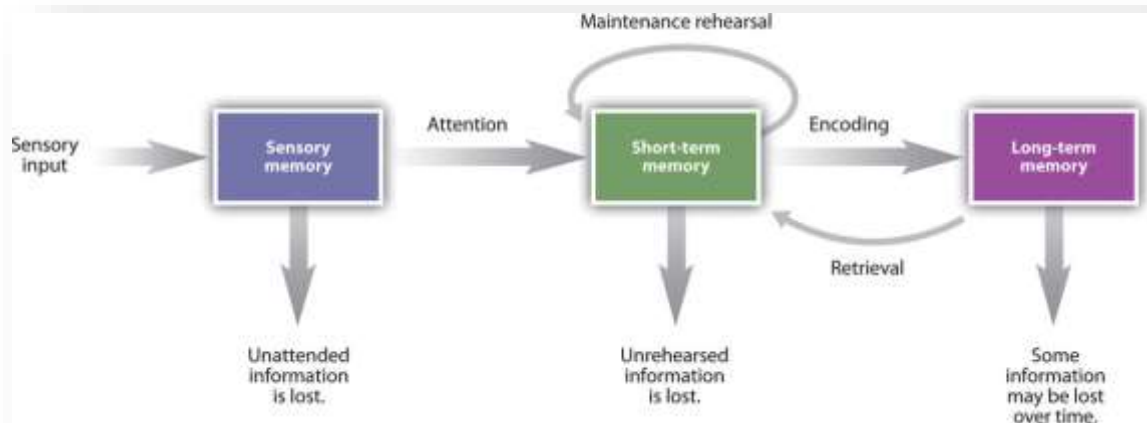 Maintenance rehearsal
Sensory
input
Sensory
memory
Attention
Short-term
memory
Encoding
Long-term
memory
Retrieval
Unattended
information
is lost.
Unrehearsed
information
is lost.
Some
information
may be lost
over time.